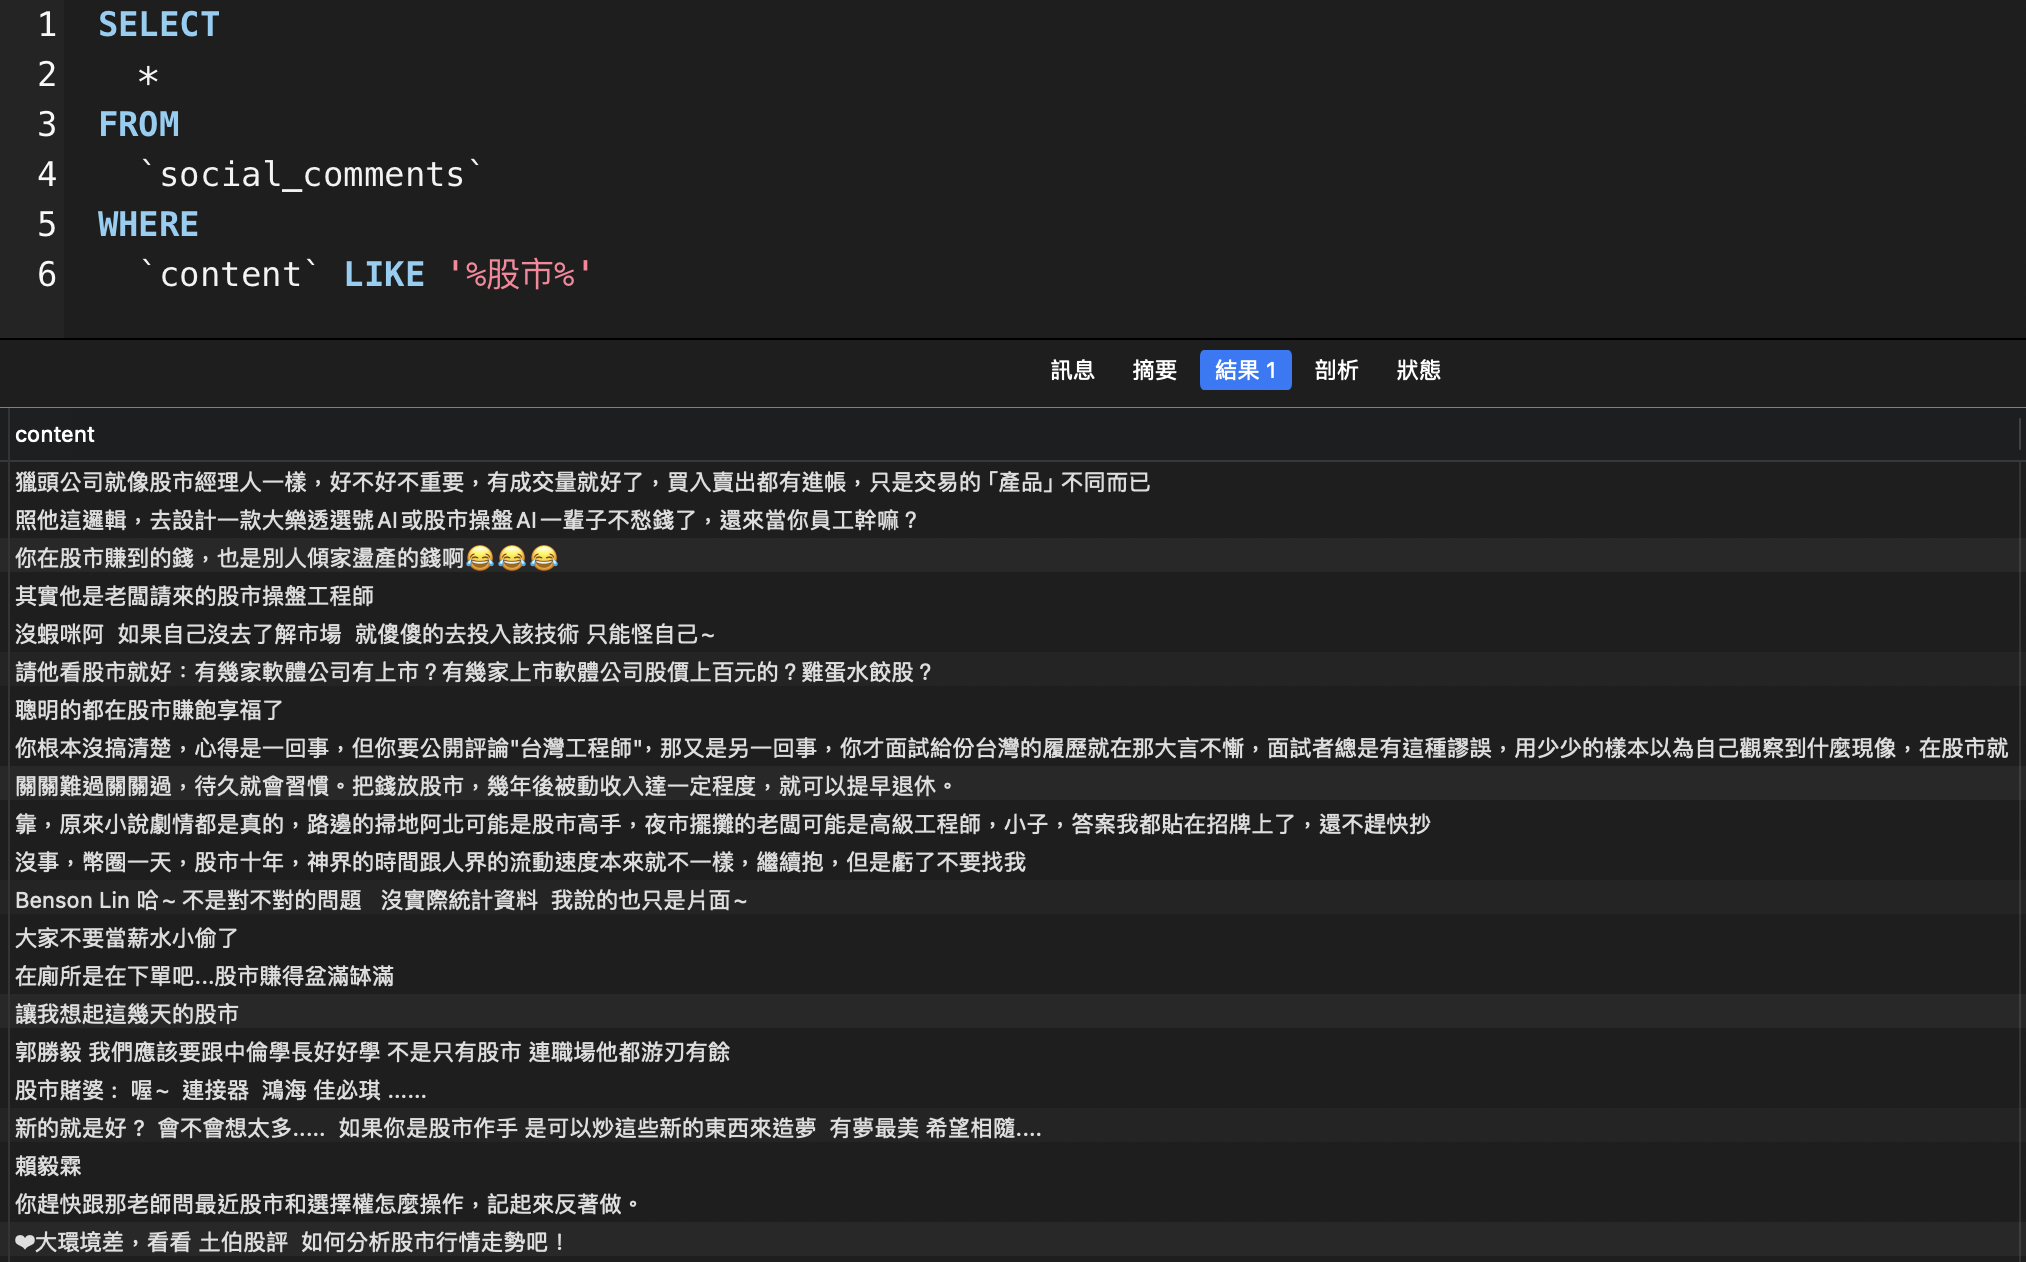 1 SELECT
2 *
3 FROM
4 `social_comments`
5 WHERE
6 `content` LIKE '%股市%'
訊息 摘要 結果 1 剖析 狀態
content
獵頭公司就像股市經理人一樣，好不好不重要，有成交量就好了，買入賣出都有進帳，只是交易的「產品」不同而已
照他這邏輯，去設計一款大樂透選號AI或股市操盤AI一輩子不愁錢了，還來當你員工幹嘛？
你在股市賺到的錢，也是別人傾家盪產的錢啊😂😂😂
其實他是老闆請來的股市操盤工程師
沒蝦咪阿 如果自己沒去了解市場 就傻傻的去投入該技術 只能怪自己~
請他看股市就好：有幾家軟體公司有上市？有幾家上市軟體公司股價上百元的？雞蛋水餃股？
聰明的都在股市賺飽享福了
你根本沒搞清楚，心得是一回事，但你要公開評論"台灣工程師"，那又是另一回事，你才面試給份台灣的履歷就在那大言不慚，面試者總是有這種謬誤，用少少的樣本以為自己觀察到什麼現像，在股市就
關關難過關關過，待久就會習慣。把錢放股市，幾年後被動收入達一定程度，就可以提早退休。
靠，原來小說劇情都是真的，路邊的掃地阿北可能是股市高手，夜市擺攤的老闆可能是高級工程師，小子，答案我都貼在招牌上了，還不趕快抄
沒事，幣圈一天，股市十年，神界的時間跟人界的流動速度本來就不一樣，繼續抱，但是虧了不要找我
Benson Lin 哈~ 不是對不對的問題 沒實際統計資料 我說的也只是片面~
大家不要當薪水小偷了
在廁所是在下單吧...股市賺得盆滿缽滿
讓我想起這幾天的股市
郭勝毅 我們應該要跟中倫學長好好學 不是只有股市 連職場他都游刃有餘
股市賭婆： 喔~ 連接器 鴻海 佳必琪 ......
新的就是好？ 會不會想太多..... 如果你是股市作手 是可以炒這些新的東西來造夢 有夢最美 希望相隨....
賴毅霖
你趕快跟那老師問最近股市和選擇權怎麼操作，記起來反著做。
❤大環境差，看看 土伯股評 如何分析股市行情走勢吧！